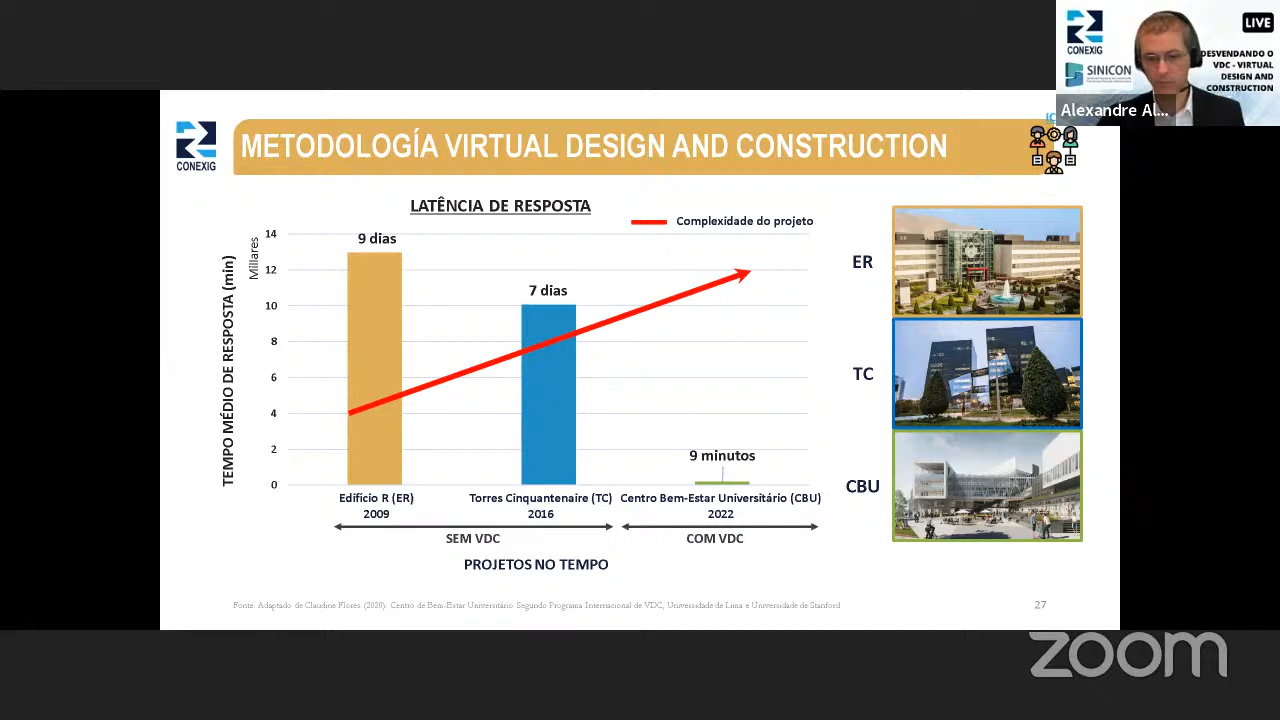 CONEXIG
SINICON
LIVE
DESVENDANDO O
VDC - VIRTUAL
DESIGN AND
CONSTRUCTION
Alexandre Al...
CONEXIG
METODOLOGÍA VIRTUAL DESIGN AND CONSTRUCTION
LATÊNCIA DE RESPOSTA
Complexidade do projeto
TEMPO MÉDIO DE RESPOSTA (min)
Millares
14
12
10
8
6
4
2
0
9 dias
7 dias
9 minutos
Edifício R (ER)
2009
Torres Cinquantenaire (TC)
2016
Centro Bem-Estar Universitário (CBU)
2022
SEM VDC
COM VDC
PROJETOS NO TEMPO
ER
TC
CBU
Fonte: Adaptado de Claudine Flores. (2020). Centro de Bem-Estar Universitário. Segundo Programa Internacional de VDC, Universidade de Lima e Universidade de Stanford
27
zoom